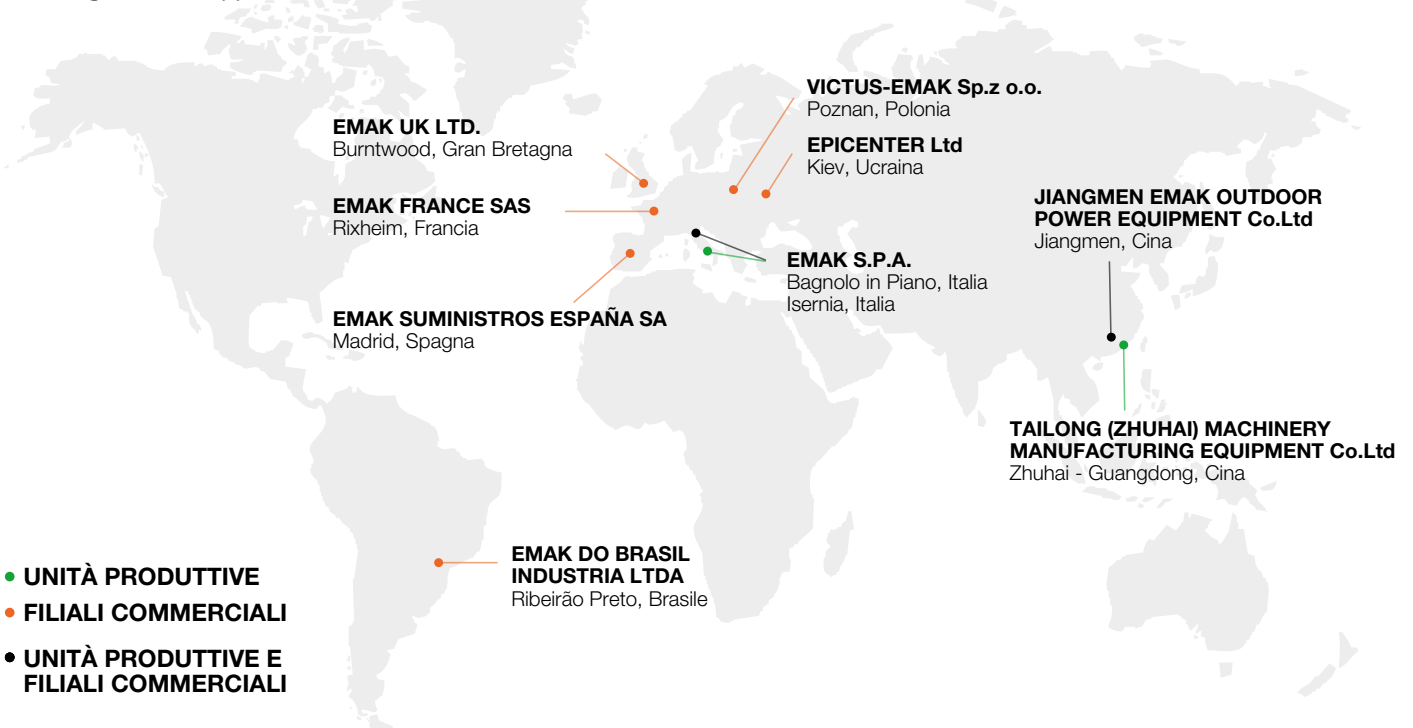 VICTUS-EMAK Sp.z o.o.
Poznan, Polonia
EMAK UK LTD.
Burntwood, Gran Bretagna
EPICENTER Ltd
Kiev, Ucraina
EMAK FRANCE SAS
Rixheim, Francia
JIANGMEN EMAK OUTDOOR
POWER EQUIPMENT Co.Ltd
Jiangmen, Cina
EMAK S.P.A.
Bagnolo in Piano, Italia
Isernia, Italia
EMAK SUMINISTROS ESPAÑA SA
Madrid, Spagna
TAILONG (ZHUHAI) MACHINERY
MANUFACTURING EQUIPMENT Co.Ltd
Zhuhai - Guangdong, Cina
EMAK DO BRASIL
INDUSTRIA LTDA
Ribeirão Preto, Brasile
UNITÀ PRODUTTIVE
FILIALI COMMERCIALI
UNITÀ PRODUTTIVE E
FILIALI COMMERCIALI